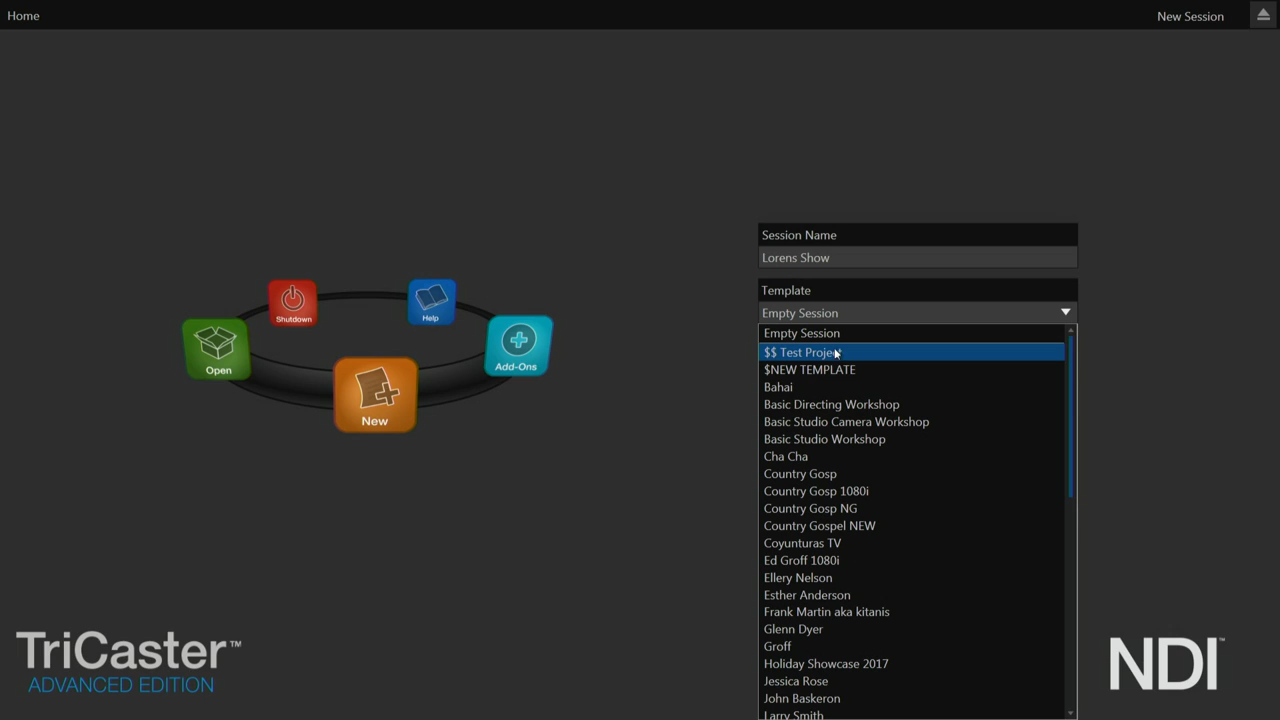 Home
New Session
Session Name
Lorens Show
Template
Empty Session
Empty Session
$$ Test Project
$NEW TEMPLATE
Bahai
Basic Directing Workshop
Basic Studio Camera Workshop
Basic Studio Workshop
Cha Cha
Country Gosp
Country Gosp 1080i
Country Gosp NG
Country Gospel NEW
Coyunturas TV
Ed Groff 1080i
Ellery Nelson
Esther Anderson
Frank Martin aka kitanis
Glenn Dyer
Groff
Holiday Showcase 2017
Jessica Rose
John Baskeron
Larry Smith
Shutdown
Help
Open
Add-Ons
New
TriCaster™
ADVANCED EDITION
NDI™